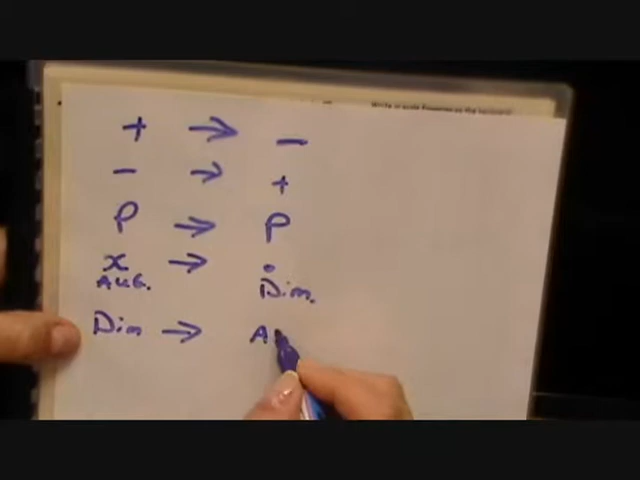 + → -
- → +
P → P
x → °
AUG. Dim.
Dim → A